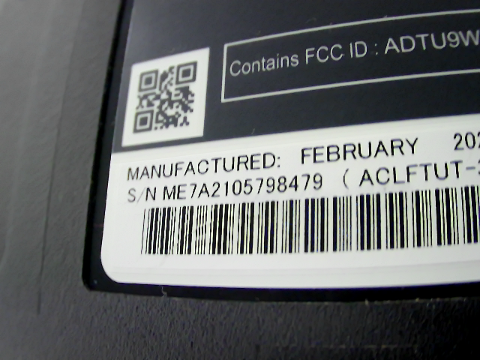 Contains FCC ID : ADTU9W
MANUFACTURED: FEBRUARY 202
S/N ME7A2105798479 ( ACLFTUT-